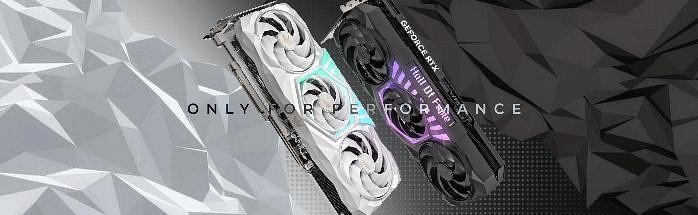 GEFORCE RTX
Hall Of Fame
ONLY FOR PERFORMANCE